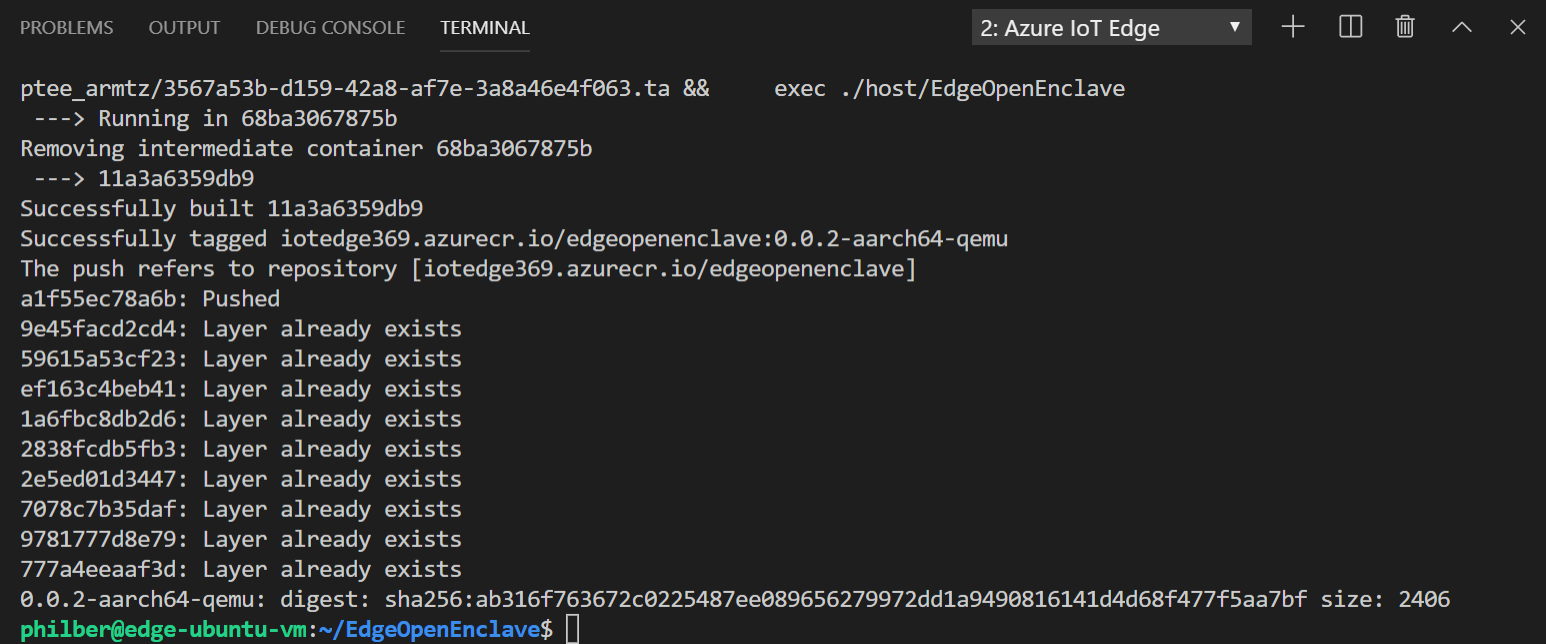 PROBLEMS OUTPUT DEBUG CONSOLE TERMINAL 2: Azure IoT Edge
ptee_armtz/3567a53b-d159-42a8-af7e-3a8a46e4f063.ta &&     exec ./host/EdgeOpenEnclave
 ---> Running in 68ba3067875b
Removing intermediate container 68ba3067875b
 ---> 11a3a6359db9
Successfully built 11a3a6359db9
Successfully tagged iotedge369.azurecr.io/edgeopenenclave:0.0.2-aarch64-qemu
The push refers to repository [iotedge369.azurecr.io/edgeopenenclave]
a1f55ec78a6b: Pushed
9e45facd2cd4: Layer already exists
59615a53cf23: Layer already exists
ef163c4beb41: Layer already exists
1a6fbc8db2d6: Layer already exists
2838fcdb5fb3: Layer already exists
2e5ed01d3447: Layer already exists
7078c7b35daf: Layer already exists
9781777d8e79: Layer already exists
777a4eeaaf3d: Layer already exists
0.0.2-aarch64-qemu: digest: sha256:ab316f763672c0225487ee089656279972dd1a9490816141d4d68f477f5aa7bf size: 2406
philber@edge-ubuntu-vm:~/EdgeOpenEnclave$